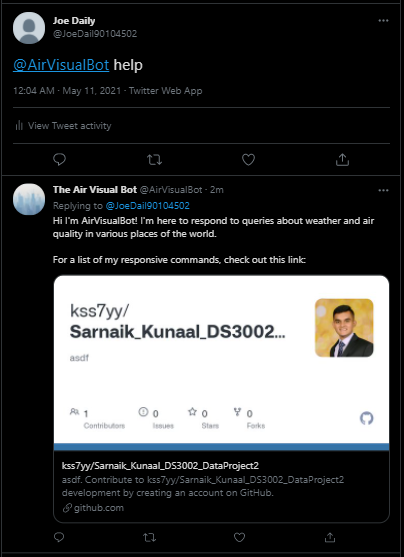 Joe Daily
@JoeDail90104502
@AirVisualBot help
12:04 AM · May 11, 2021 · Twitter Web App
View Tweet activity
The Air Visual Bot @AirVisualBot · 2m
Replying to @JoeDail90104502
Hi I'm AirVisualBot! I'm here to respond to queries about weather and air
quality in various places of the world.
For a list of my responsive commands, check out this link:
kss7yy/
Sarnaik_Kunaal_DS3002...
asdf
1
Contributors
0
Issues
0
Stars
0
Forks
kss7yy/Sarnaik_Kunaal_DS3002_DataProject2
asdf. Contribute to kss7yy/Sarnaik_Kunaal_DS3002_DataProject2
development by creating an account on GitHub.
github.com